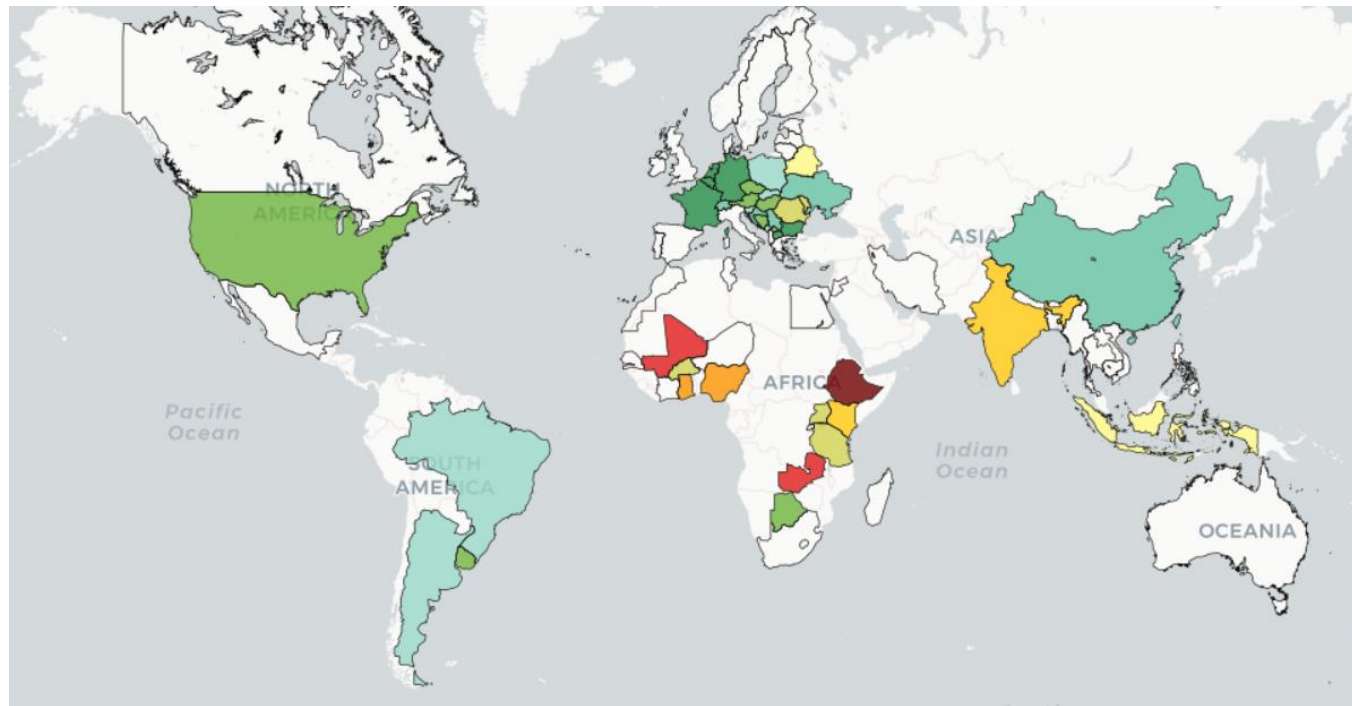 NORTH
AMERICA
ASIA
Pacific
Ocean
AFRICA
SOUTH
AMERICA
Indian
Ocean
OCEANIA